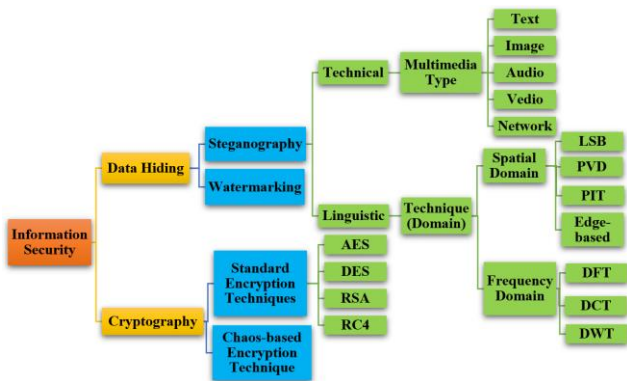 Information
Security
Data Hiding
Cryptography
Steganography
Watermarking
Standard
Encryption
Techniques
Chaos-based
Encryption
Technique
Technical
Linguistic
AES
DES
RSA
RC4
Multimedia
Type
Technique
(Domain)
Text
Image
Audio
Vedio
Network
Spatial
Domain
Frequency
Domain
LSB
PVD
PIT
Edge-
based
DFT
DCT
DWT